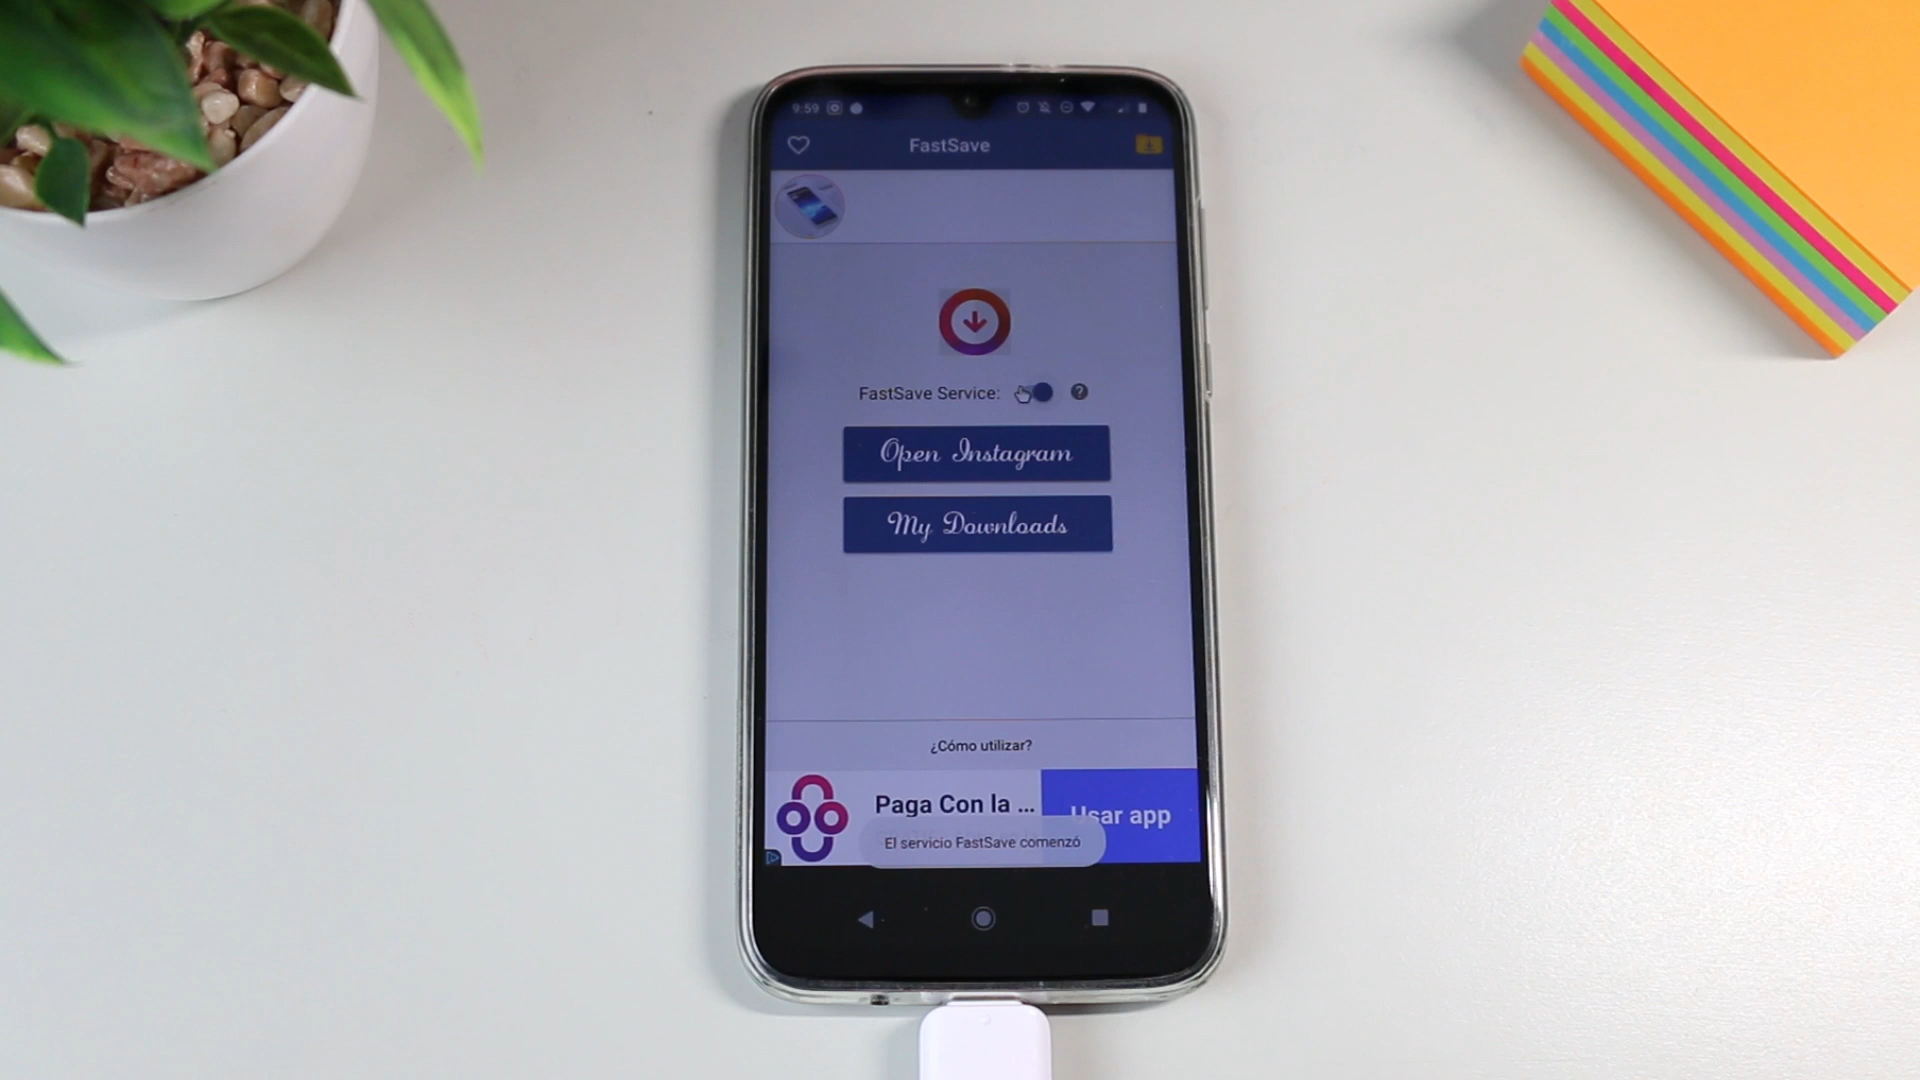 9:59
FastSave
FastSave Service:
?
Open Instagram
My Downloads
¿Cómo utilizar?
Paga Con la ...
Usar app
El servicio FastSave comenzó